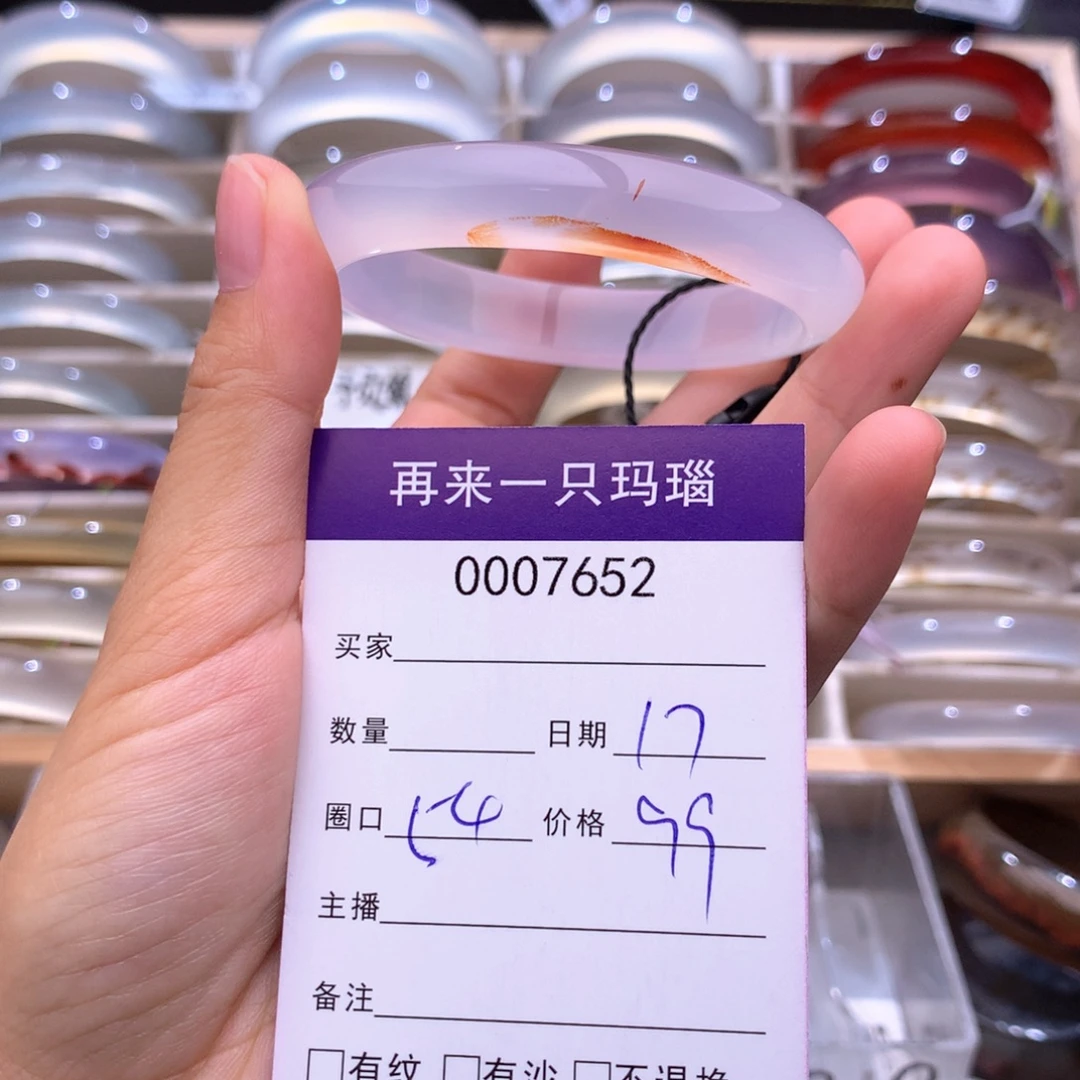 再来一只玛瑙
0007652
买家
数量 日期 17
圈口 54 价格 99
主播
备注
□有纹 □有沙 □不退换